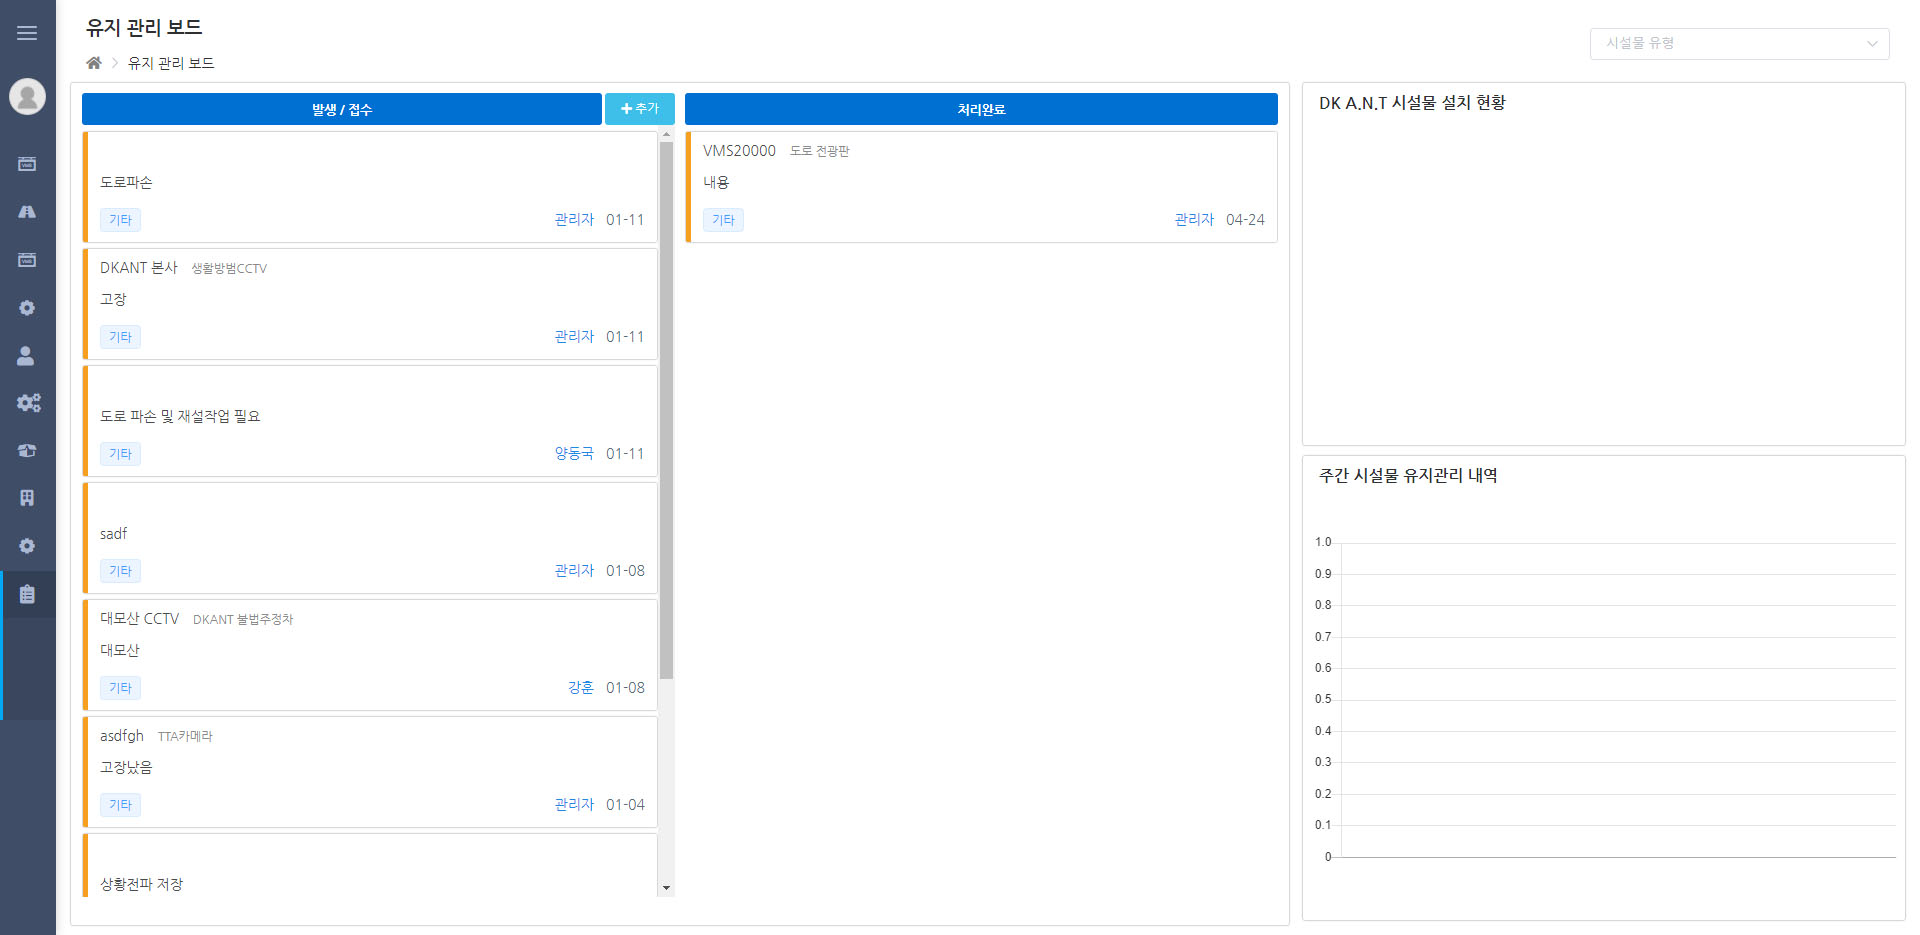 유지 관리 보드
유지 관리 보드
시설물 유형
발생 / 접수
추가
도로파손
기타 관리자 01-11
DKANT 본사 생활방범CCTV
고장
기타 관리자 01-11
도로 파손 및 재설작업 필요
기타 양동국 01-11
sadf
기타 관리자 01-08
대모산 CCTV DKANT 불법주정차
대모산
기타 강훈 01-08
asdfgh TTA카메라
고장났음
기타 관리자 01-04
상황전파 저장
처리완료
VMS20000 도로 전광판
내용
기타 관리자 04-24
DK A.N.T 시설물 설치 현황
주간 시설물 유지관리 내역
1.0
0.9
0.8
0.7
0.6
0.5
0.4
0.3
0.2
0.1
0